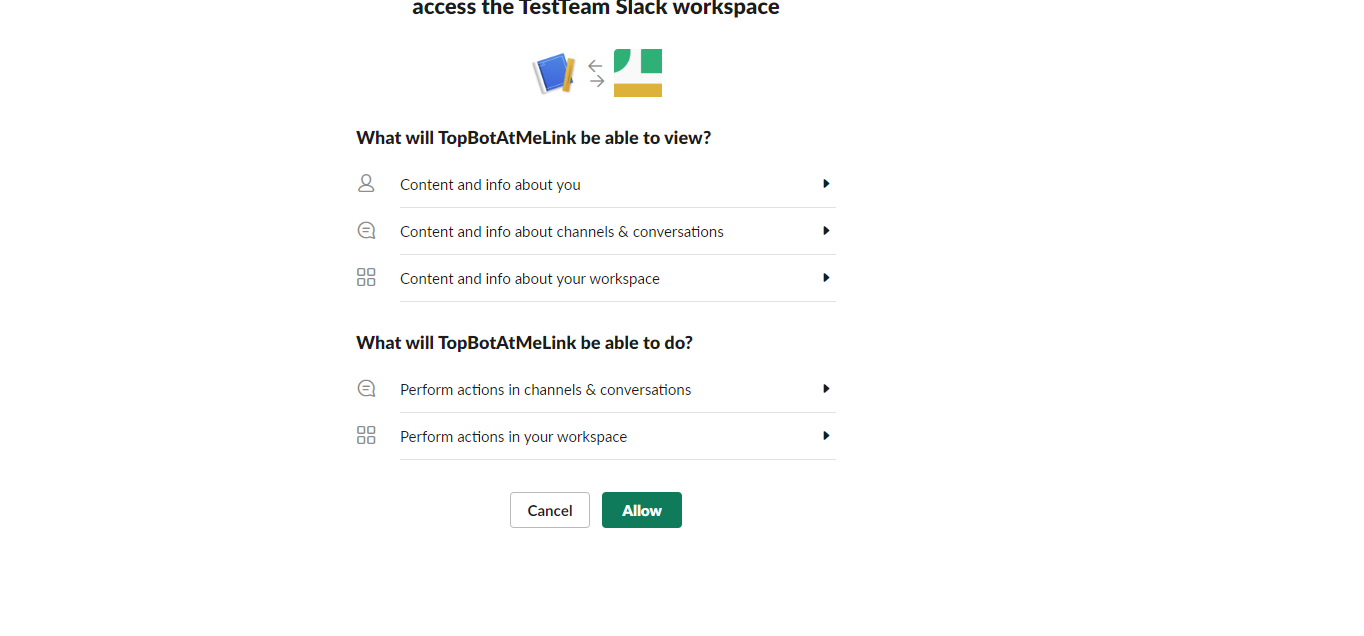 access the TestTeam Slack workspace
What will TopBotAtMeLink be able to view?
Content and info about you
Content and info about channels & conversations
Content and info about your workspace
What will TopBotAtMeLink be able to do?
Perform actions in channels & conversations
Perform actions in your workspace
Cancel
Allow